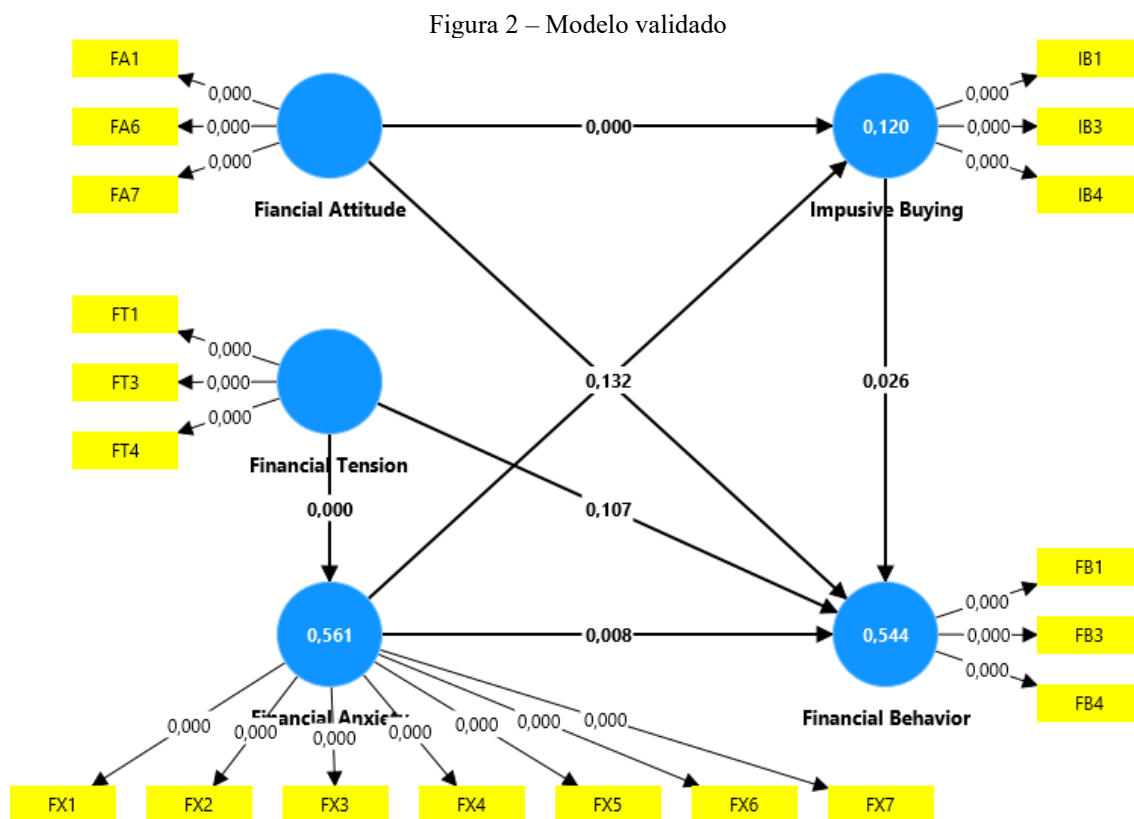 Figura 2 – Modelo validado
FA1
0,000
FA6
0,000
FA7
0,000
Fiancial Attitude
0,000
0,120
Impusive Buying
IB1
0,000
IB3
0,000
IB4
0,000
FT1
0,000
FT3
0,000
FT4
0,000
Financial Tension
0,132
0,026
0,000
0,107
0,561
Financial Anxiety
0,008
0,544
Financial Behavior
FB1
0,000
FB3
0,000
FB4
0,000
0,000
0,000
0,000
0,000
0,000
0,000
0,000
FX1
FX2
FX3
FX4
FX5
FX6
FX7